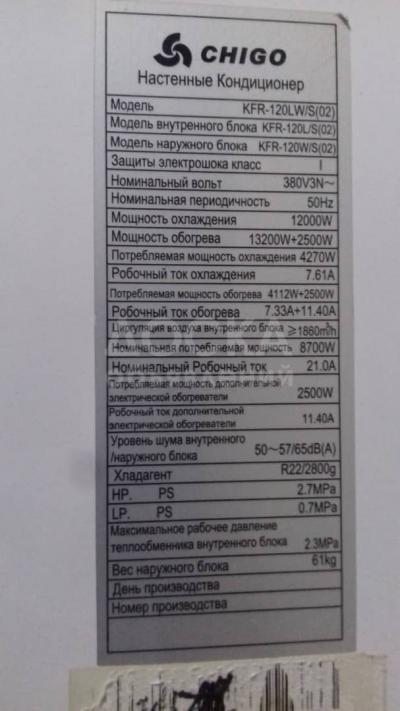 CHIGO
Настенные Кондиционер
Модель KFR-120LW/S(02)
Модель внутренного блока KFR-120L/S(02)
Модель наружного блока KFR-120W/S(02)
Защиты электрошока класс I
Номинальный вольт 380V3N~
Номинальная периодичность 50Hz
Мощность охлаждения 12000W
Мощность обогрева 13200W+2500W
Потребляемая мощность охлаждения 4270W
Робочный ток охлаждения 7.61A
Потребляемая мощность обогрева 4112W+2500W
Робочный ток обогрева 7.33A+11.40A
Циргуляция воздуха внутренного блока ≥1860m³/h
Номинальная потребляемая мощность 8700W
Номинальный Робочный ток 21.0A
Потребляемая мощность дополнительной
электрической обогреватели 2500W
Робочный ток дополнительной
электрической обогреватели 11.40A
Уровень шума внутренного
/наружного блока 50~57/65dB(A)
Хладагент R22/2800g
HP. PS 2.7MPa
LP. PS 0.7MPa
Максимальное рабочее давление
теплообменника внутренного блока 2.3MPa
Вес наружного блока 61kg
День производства
Номер производства